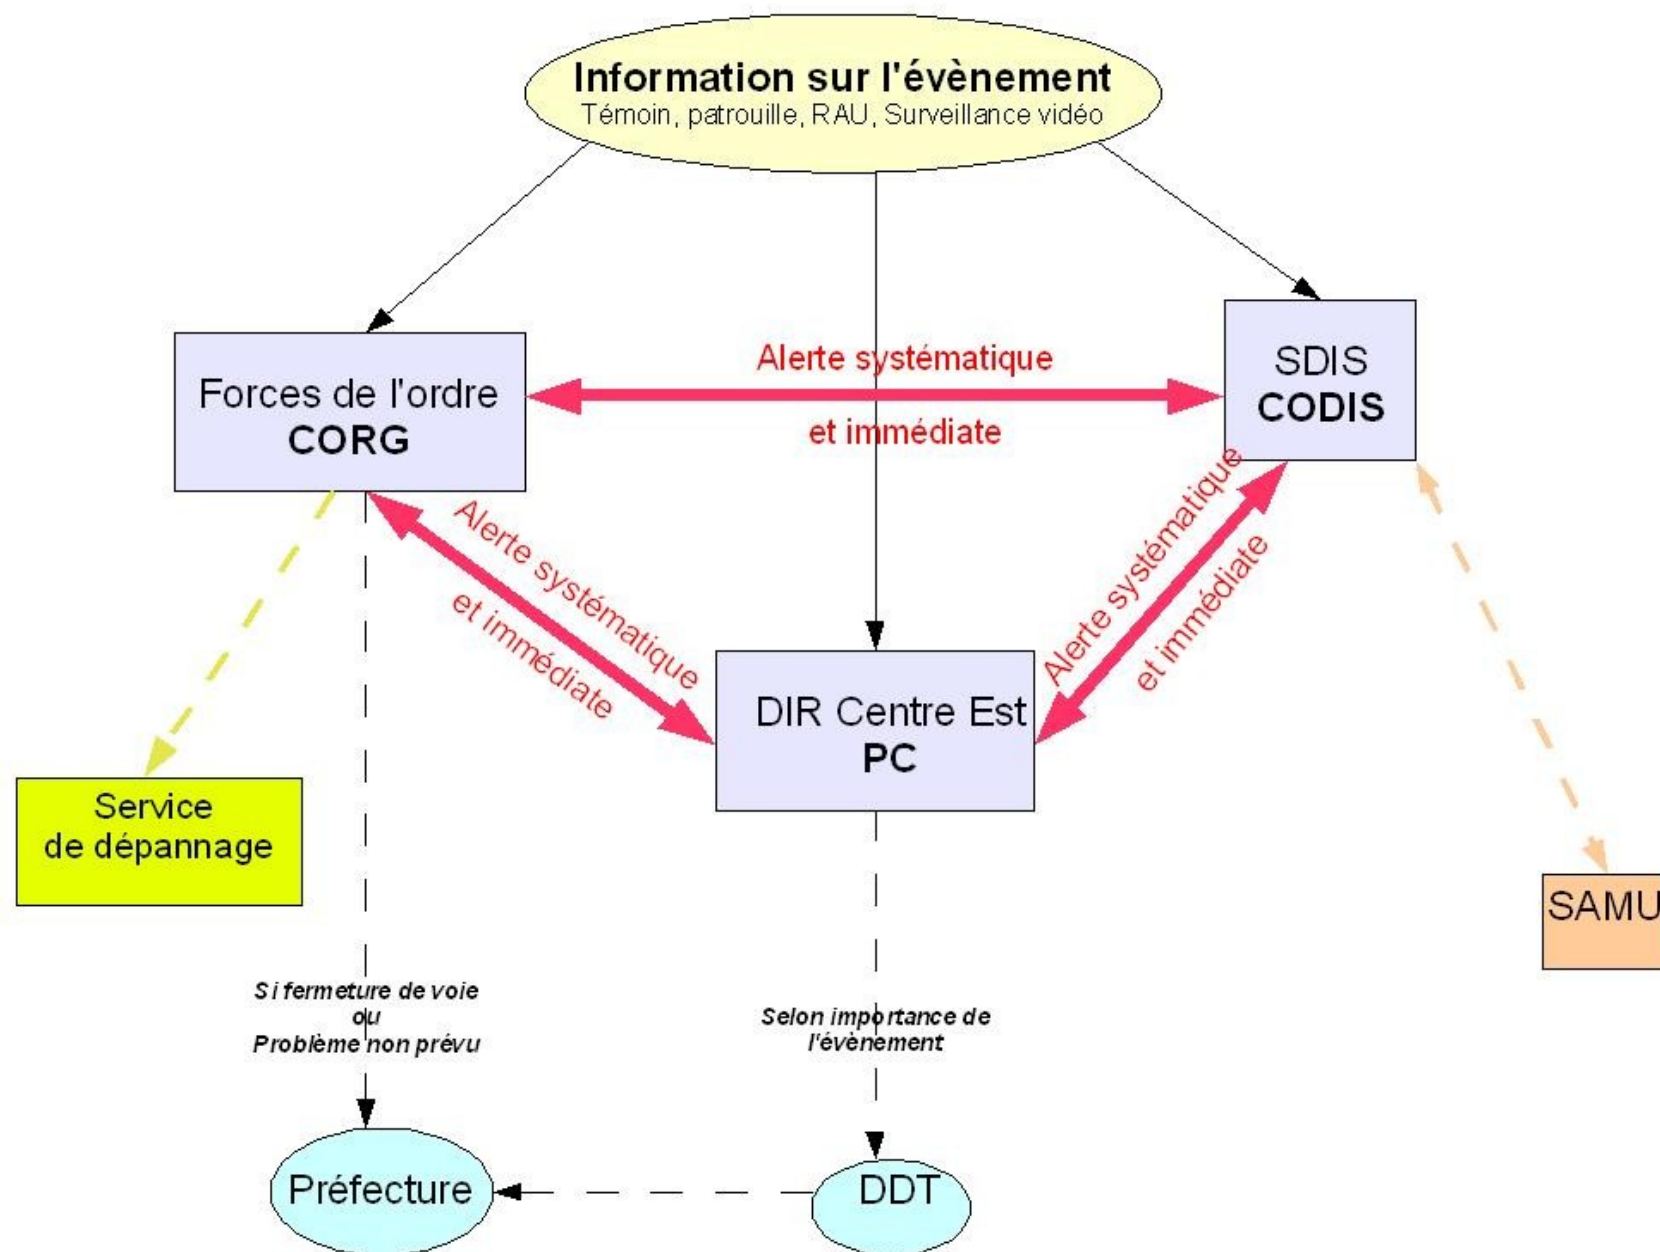 Information sur l'évènement
Témoin, patrouille, RAU, Surveillance vidéo
Forces de l'ordre
CORG
Alerte systématique
et immédiate
SDIS
CODIS
Alerte systématique
et immédiate
Alerte systématique
et immédiate
DIR Centre Est
PC
Service
de dépannage
SAMU
Si fermeture de voie
ou
Problème non prévu
Selon importance de
l'évènement
Préfecture
DDT